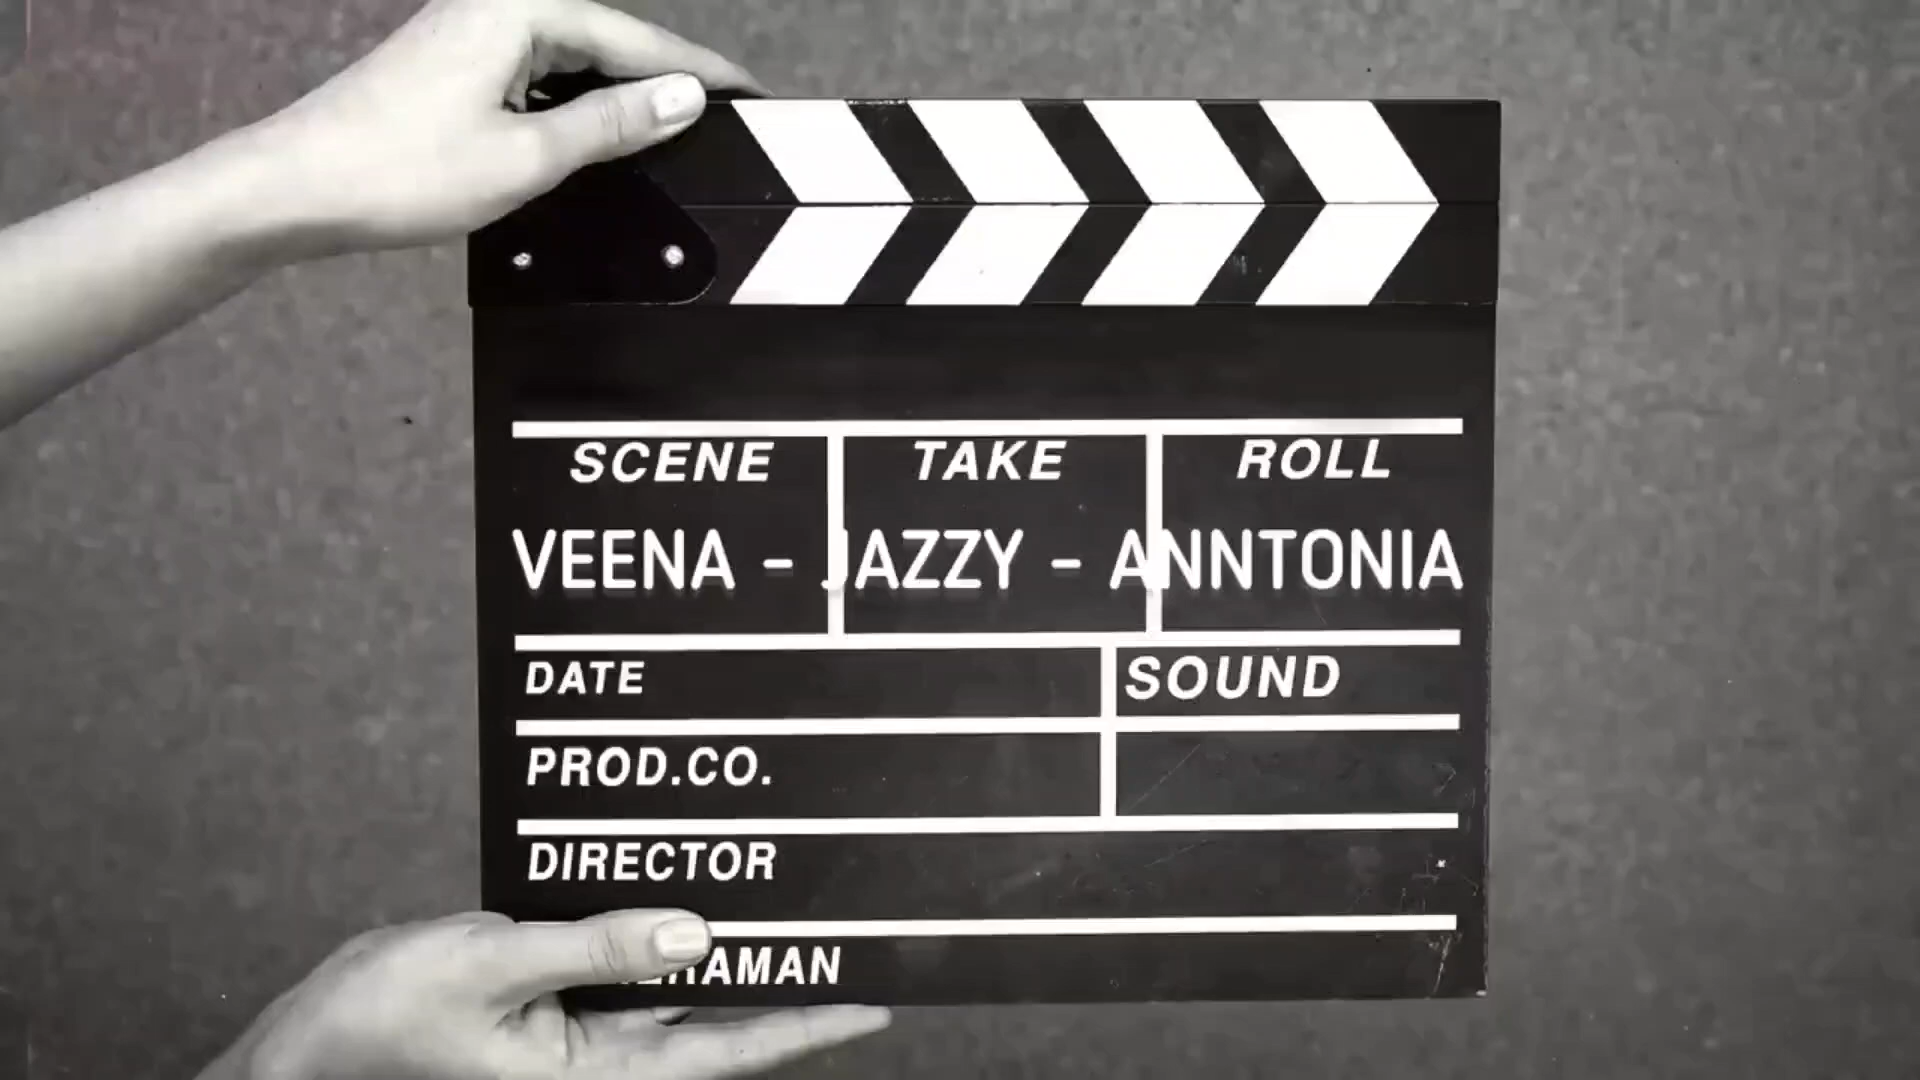 SCENE TAKE ROLL
VEENA - JAZZY - ANNTONIA
DATE SOUND
PROD.CO.
DIRECTOR